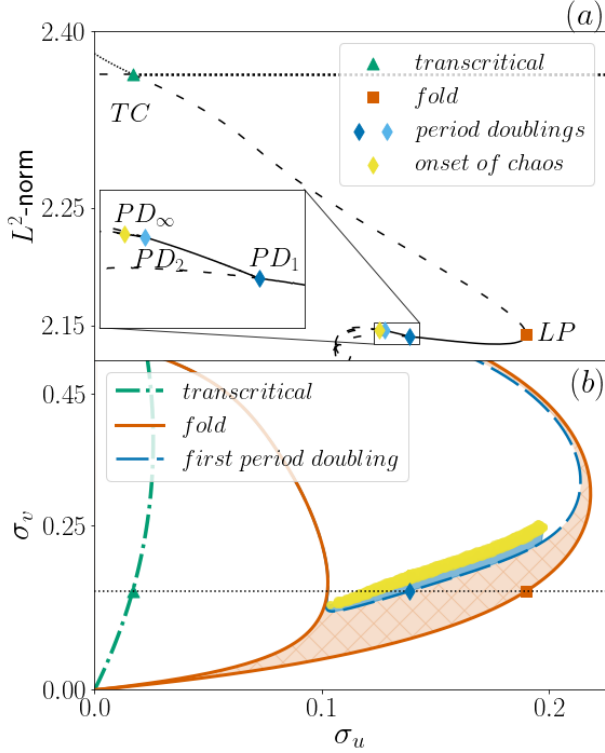 (a)
2.40
TC
transcritical
fold
period doublings
onset of chaos
2.25
L²-norm
PD∞
PD₂
PD₁
2.15
LP
(b)
0.45
transcritical
fold
first period doubling
σᵥ
0.25
0.00
0.0
0.1
0.2
σᵤ